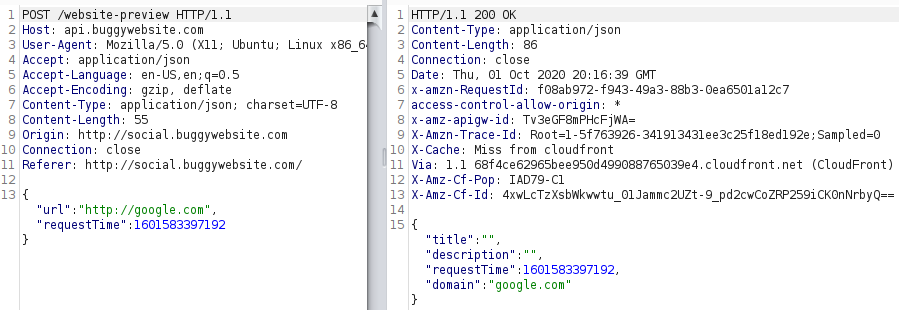 1 POST /website-preview HTTP/1.1
2 Host: api.buggywebsite.com
3 User-Agent: Mozilla/5.0 (X11; Ubuntu; Linux x86_64
4 Accept: application/json
5 Accept-Language: en-US,en;q=0.5
6 Accept-Encoding: gzip, deflate
7 Content-Type: application/json; charset=UTF-8
8 Content-Length: 55
9 Origin: http://social.buggywebsite.com
10 Connection: close
11 Referer: http://social.buggywebsite.com/
12
13 {
"url":"http://google.com",
"requestTime":1601583397192
}
1 HTTP/1.1 200 OK
2 Content-Type: application/json
3 Content-Length: 86
4 Connection: close
5 Date: Thu, 01 Oct 2020 20:16:39 GMT
6 x-amzn-RequestId: f08ab972-f943-49a3-88b3-0ea6501a12c7
7 access-control-allow-origin: *
8 x-amz-apigw-id: Tv3eGF8mPHcFjWA=
9 X-Amzn-Trace-Id: Root=1-5f763926-341913431ee3c25f18ed192e;Sampled=0
10 X-Cache: Miss from cloudfront
11 Via: 1.1 68f4ce62965bee950d499088765039e4.cloudfront.net (CloudFront)
12 X-Amz-Cf-Pop: IAD79-C1
13 X-Amz-Cf-Id: 4xwLcTzXsbWkwwtu_01Jammc2UZt-9_pd2cwCoZRP259iCK0nNrbyQ==
14
15 {
"title":"",
"description":"",
"requestTime":1601583397192,
"domain":"google.com"
}